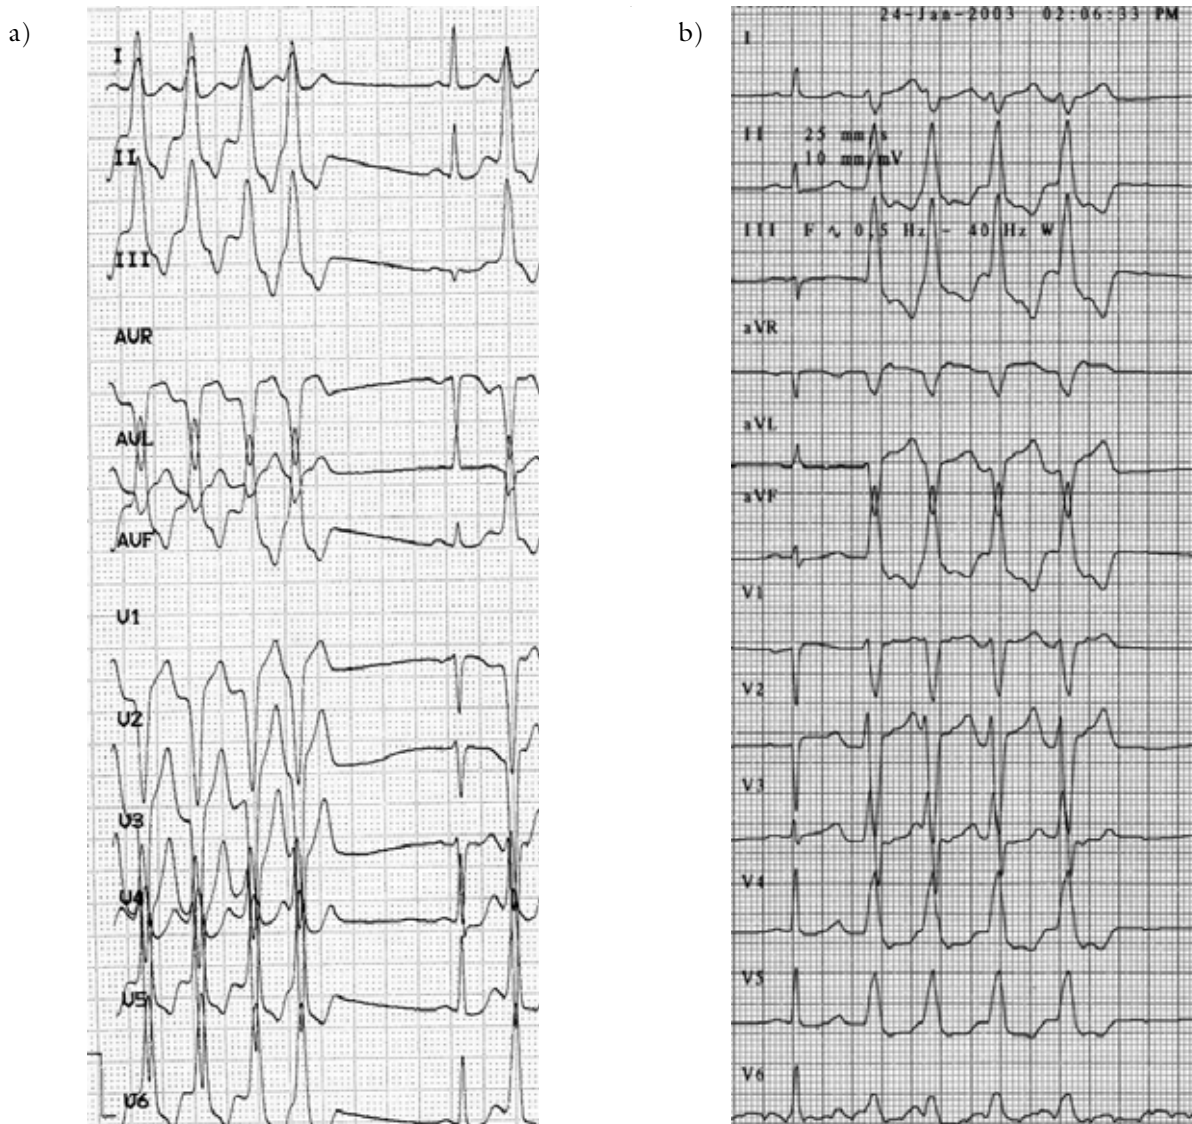 a)
I
II
III
AVR
AVL
AVF
V1
V2
V3
V4
V5
V6
b)
24-Jan-2003 02:06:33 PM
I
II 25 mm/s
10 mm/mV
III F ∿ 0,5 Hz - 40 Hz W
aVR
aVL
aVF
V1
V2
V3
V4
V5
V6